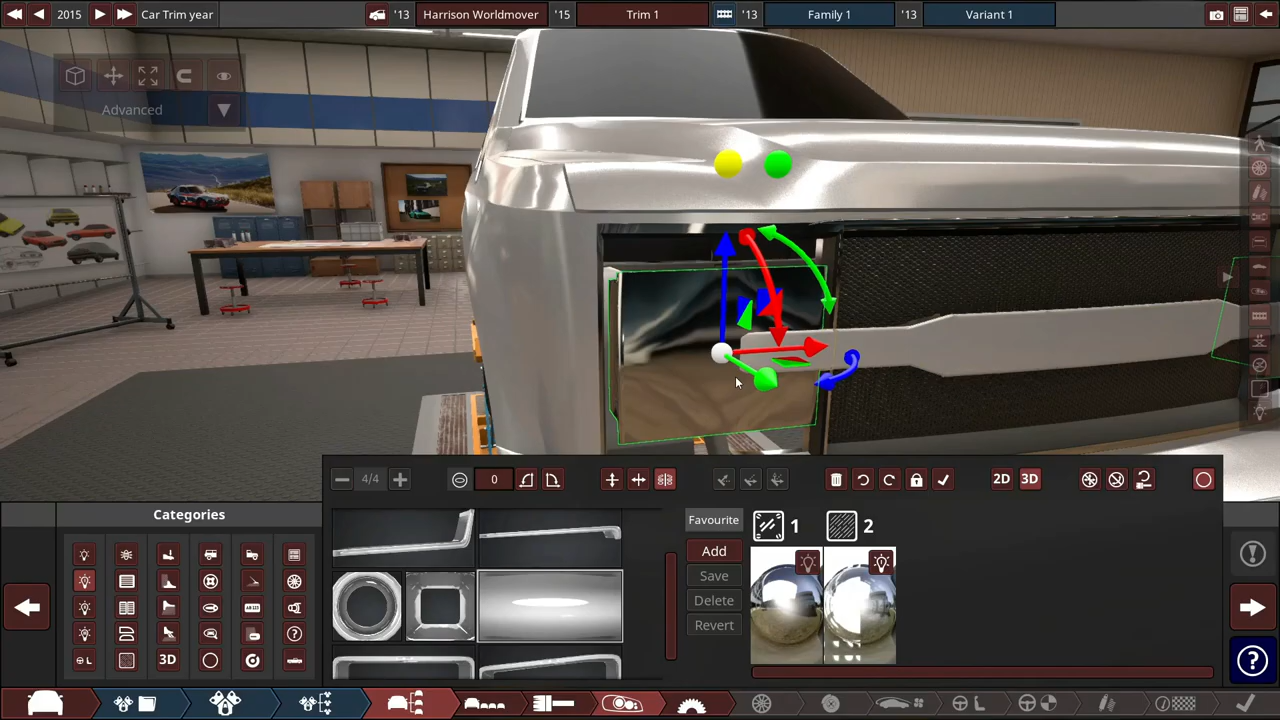 2015
Car Trim year
'13
Harrison Worldmover
'15
Trim 1
'13
Family 1
'13
Variant 1
Advanced
4/4
0
2D
3D
Categories
Favourite
Add
Save
Delete
Revert
1
2
L
3D
?
?